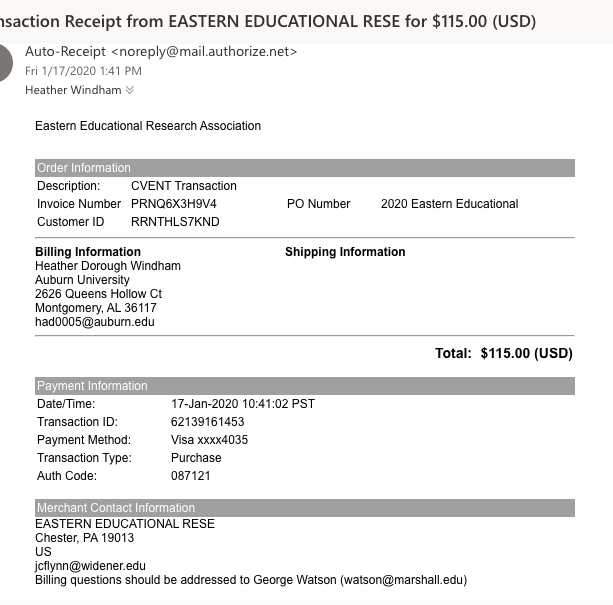 nsaction Receipt from EASTERN EDUCATIONAL RESE for $115.00 (USD)
Auto-Receipt <noreply@mail.authorize.net>
Fri 1/17/2020 1:41 PM
Heather Windham
Eastern Educational Research Association
Order Information
Description: CVENT Transaction
Invoice Number PRNQ6X3H9V4 PO Number 2020 Eastern Educational
Customer ID RRNTHLS7KND
Billing Information Shipping Information
Heather Dorough Windham
Auburn University
2626 Queens Hollow Ct
Montgomery, AL 36117
had0005@auburn.edu
Total: $115.00 (USD)
Payment Information
Date/Time: 17-Jan-2020 10:41:02 PST
Transaction ID: 62139161453
Payment Method: Visa xxxx4035
Transaction Type: Purchase
Auth Code: 087121
Merchant Contact Information
EASTERN EDUCATIONAL RESE
Chester, PA 19013
US
jcflynn@widener.edu
Billing questions should be addressed to George Watson (watson@marshall.edu)